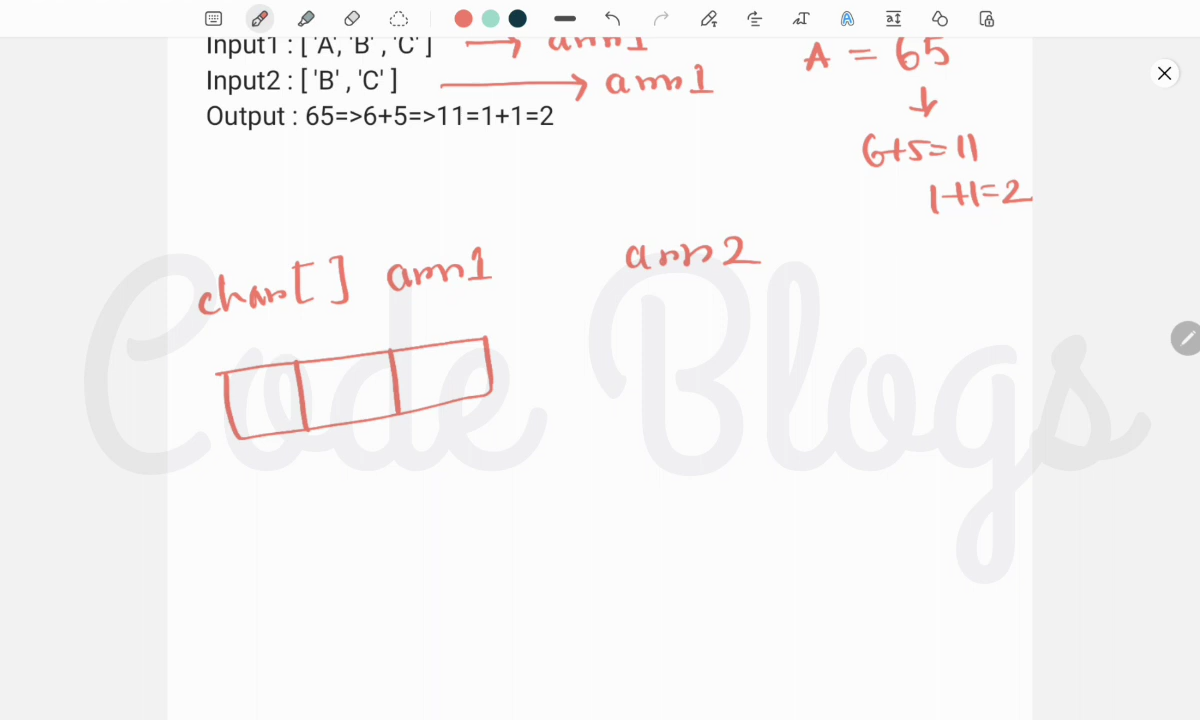 Input1 : [ 'A', 'B' , 'C' ] → arr1
Input2 : [ 'B' , 'C' ] → arr1
Output : 65=>6+5=>11=1+1=2
A = 65
↓
6+5=11
1+1=2
char[ ] arr1
arr2
Code Blogs